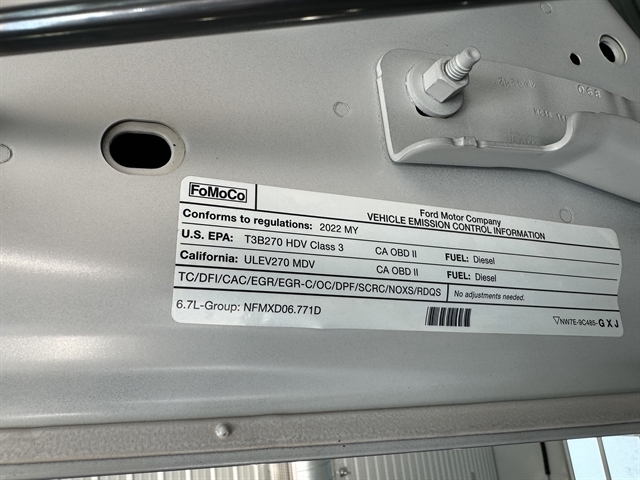 FoMoCo
Ford Motor Company
VEHICLE EMISSION CONTROL INFORMATION
Conforms to regulations: 2022 MY
U.S. EPA: T3B270 HDV Class 3 CA OBD II FUEL: Diesel
California: ULEV270 MDV CA OBD II FUEL: Diesel
TC/DFI/CAC/EGR/EGR-C/OC/DPF/SCRC/NOXS/RDQS No adjustments needed.
6.7L-Group: NFMXD06.771D
NW7E-9C485-GXJ